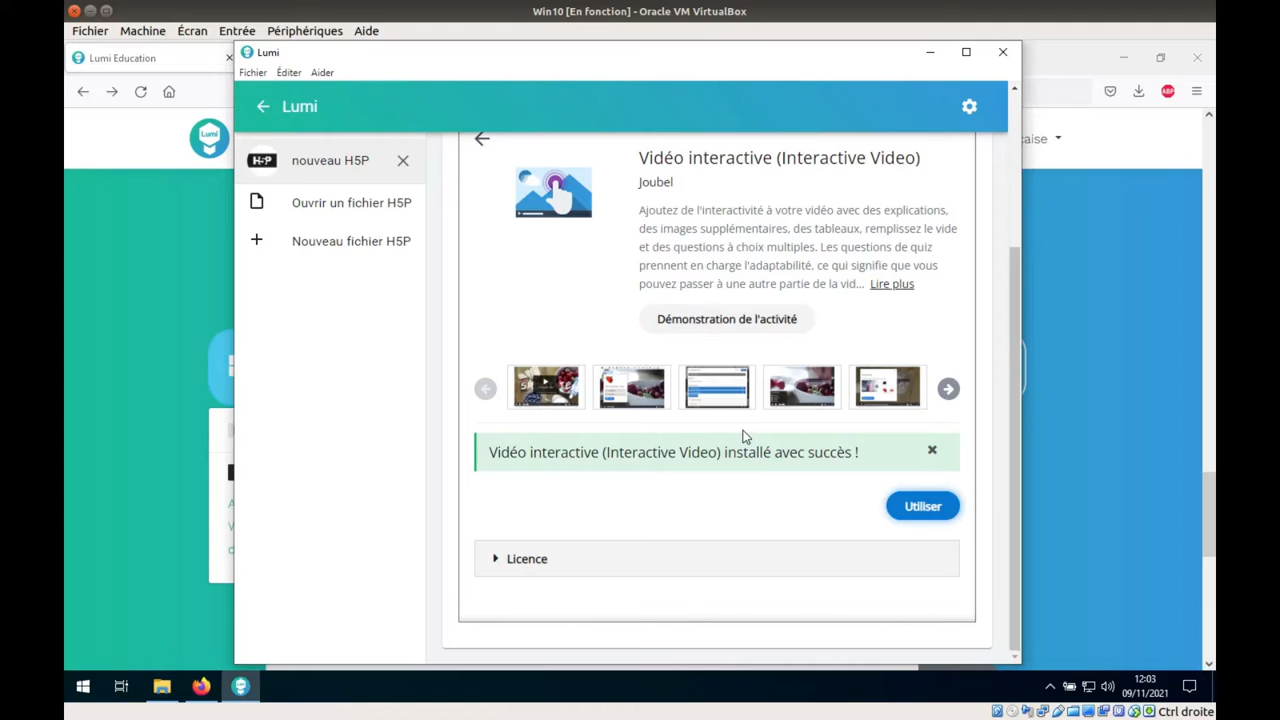 Win10 [En fonction] - Oracle VM VirtualBox
Fichier Machine Écran Entrée Périphériques Aide
Lumi Education
Lumi
Fichier Éditer Aider
Lumi
Lumi
çaise
nouveau H5P
Ouvrir un fichier H5P
Nouveau fichier H5P
Vidéo interactive (Interactive Video)
Joubel
Ajoutez de l'interactivité à votre vidéo avec des explications,
des images supplémentaires, des tableaux, remplissez le vide
et des questions à choix multiples. Les questions de quiz
prennent en charge l'adaptabilité, ce qui signifie que vous
pouvez passer à une autre partie de la vid... Lire plus
Démonstration de l'activité
Vidéo interactive (Interactive Video) installé avec succès !
Utiliser
Licence
12:03
09/11/2021
Ctrl droite